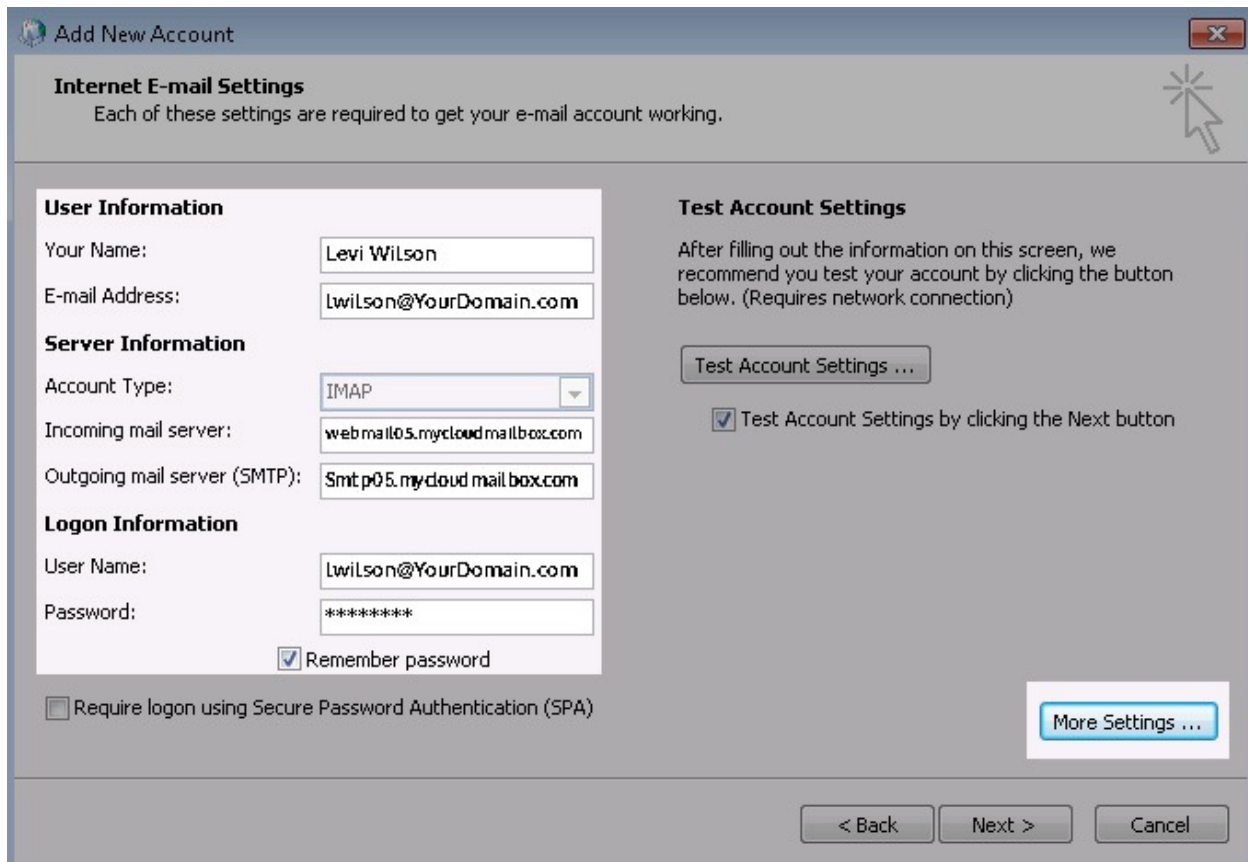 Add New Account
Internet E-mail Settings
Each of these settings are required to get your e-mail account working.
User Information
Your Name: Levi Wilson
E-mail Address: lwilson@YourDomain.com
Server Information
Account Type: IMAP
Incoming mail server: webmail05.mycloudmailbox.com
Outgoing mail server (SMTP): Smtp05.mycloudmailbox.com
Logon Information
User Name: lwilson@YourDomain.com
Password: ********
Remember password
Require logon using Secure Password Authentication (SPA)
Test Account Settings
After filling out the information on this screen, we
recommend you test your account by clicking the button
below. (Requires network connection)
Test Account Settings ...
Test Account Settings by clicking the Next button
More Settings ...
< Back
Next >
Cancel